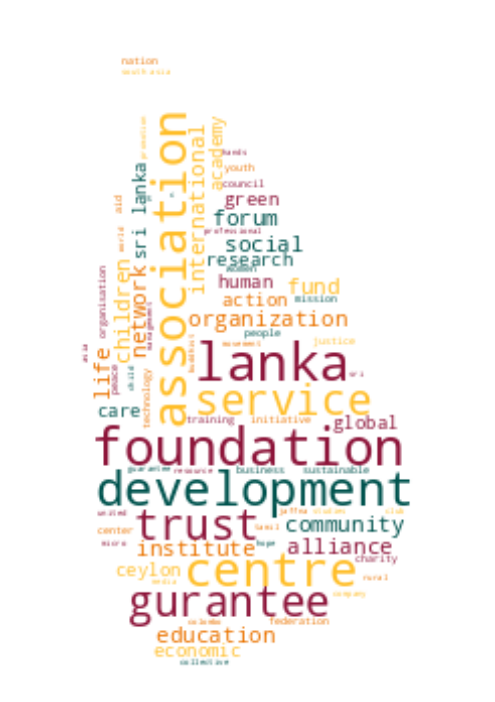 nation
south asia
promotion
association
international
academy
hands
youth
council
green
forum
professional
social
research
women
human
fund
action
mission
organization
people
justice
movement
sri lanka
aid
world
children
network
management
organisation
asia
life
peace
child
technology
buddhist
lanka
sri
service
care
training
initiative
global
foundation
guarantee
resource
business
sustainable
development
united
jaffna
studies
club
trust
tamil
community
center
micro
institute
hope
alliance
charity
ceylon
centre
media
rural
gurantee
company
colombo
federation
education
economic
collective